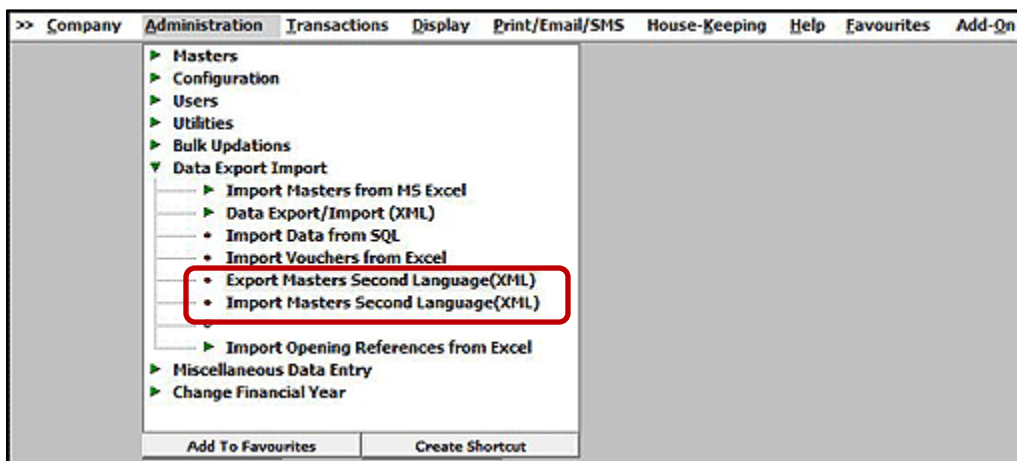 >> Company Administration Transactions Display Print/Email/SMS House-Keeping Help Favourites Add-On
Masters
Configuration
Users
Utilities
Bulk Updations
Data Export Import
Import Masters from MS Excel
Data Export/Import (XML)
Import Data from SQL
Import Vouchers from Excel
Export Masters Second Language(XML)
Import Masters Second Language(XML)
Import Opening References from Excel
Miscellaneous Data Entry
Change Financial Year
Add To Favourites Create Shortcut